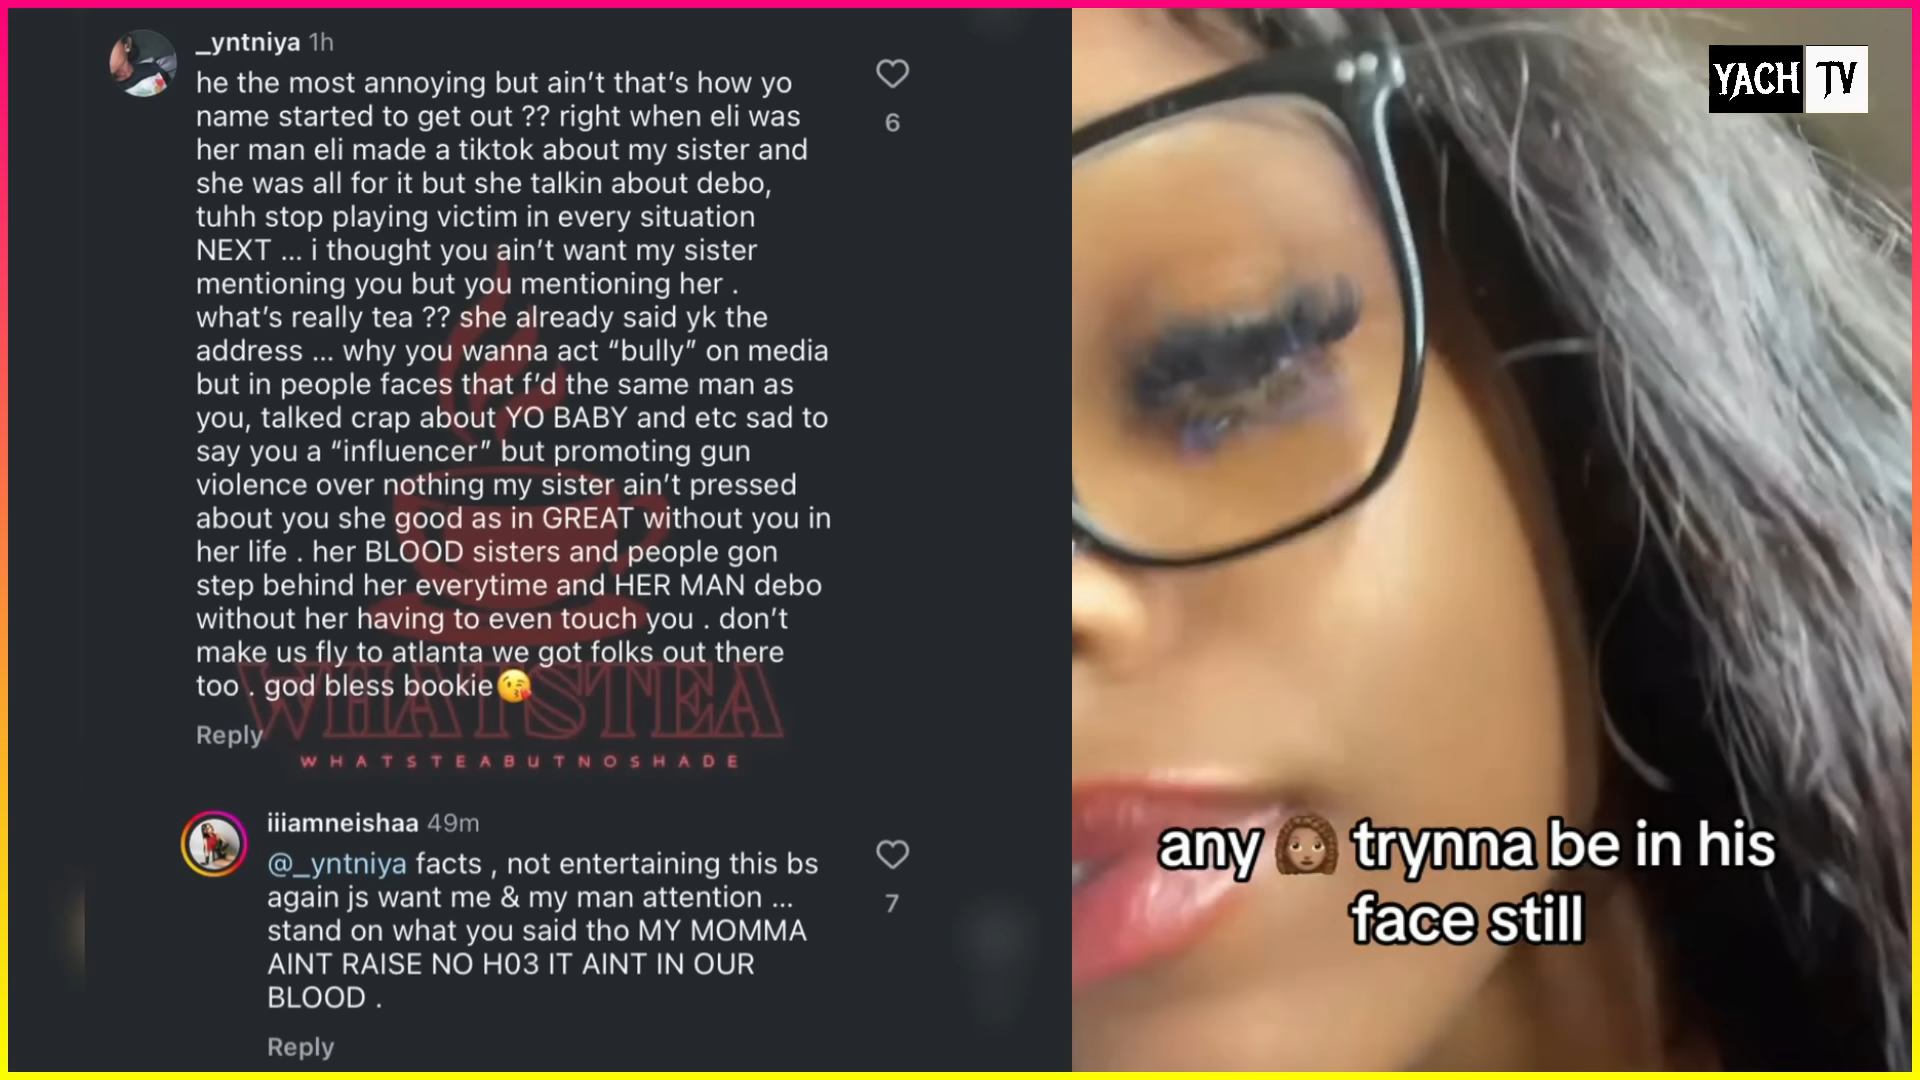 _yntniya 1h
he the most annoying but ain’t that’s how yo
name started to get out ?? right when eli was
her man eli made a tiktok about my sister and
she was all for it but she talkin about debo,
tuhh stop playing victim in every situation
NEXT ... i thought you ain’t want my sister
mentioning you but you mentioning her .
what’s really tea ?? she already said yk the
address ... why you wanna act “bully” on media
but in people faces that f’d the same man as
you, talked crap about YO BABY and etc sad to
say you a “influencer” but promoting gun
violence over nothing my sister ain’t pressed
about you she good as in GREAT without you in
her life . her BLOOD sisters and people gon
step behind her everytime and HER MAN debo
without her having to even touch you . don’t
make us fly to atlanta we got folks out there
too . god bless bookie😘
6
Reply
WHATSTEA
WHATSTEABUTNOSHADE
iiiamneishaa 49m
@_yntniya facts , not entertaining this bs
again js want me & my man attention ...
stand on what you said tho MY MOMMA
AINT RAISE NO H03 IT AINT IN OUR
BLOOD .
7
Reply
YACH TV
any 👩🏽‍🦱 trynna be in his
face still